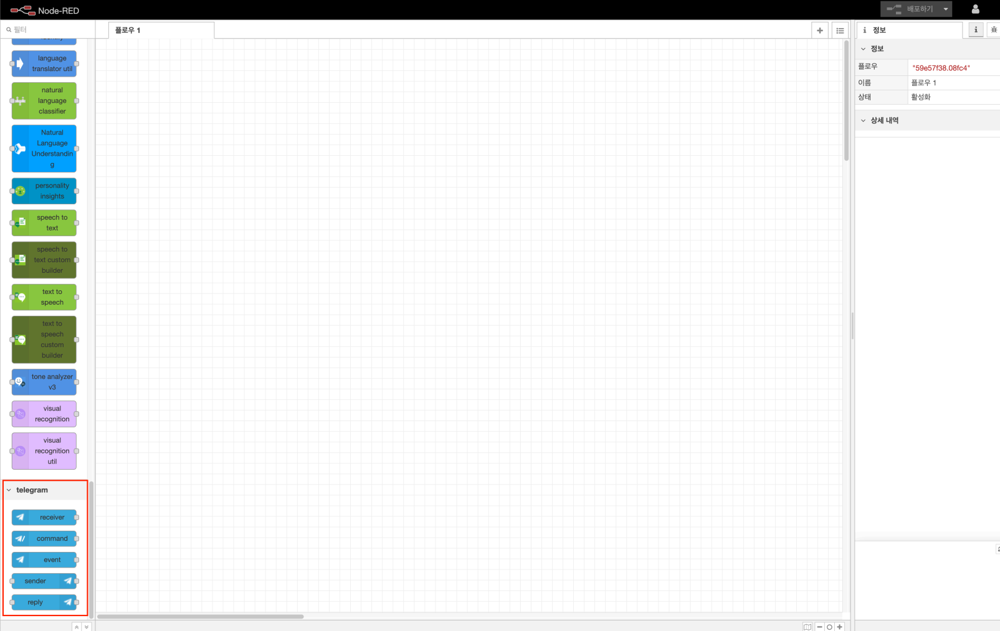 Node-RED
배포하기
필터
플로우 1
정보
identify
language
translator util
natural
language
classifier
Natural
Language
Understandin
g
personality
insights
speech to
text
speech to
text custom
builder
text to
speech
text to
speech
custom
builder
tone analyzer
v3
visual
recognition
visual
recognition
util
telegram
receiver
command
event
sender
reply
정보
플로우 "59e57f38.08fc4"
이름 플로우 1
상태 활성화
상세 내역